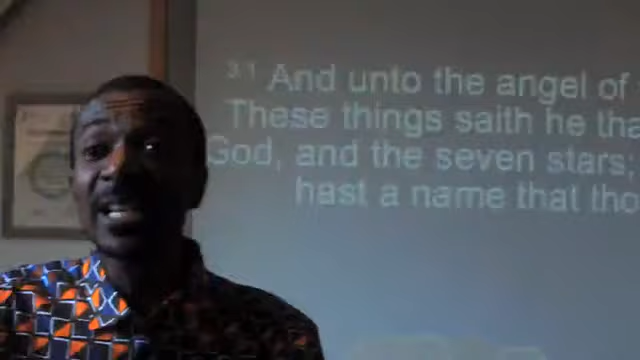 3:1 And unto the angel of
These things saith he tha
God, and the seven stars;
hast a name that tho